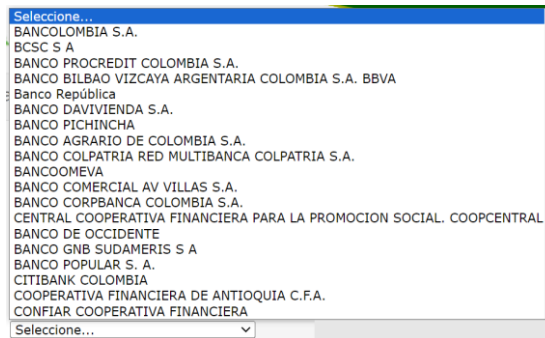 Seleccione...
BANCOLOMBIA S.A.
BCSC S A
BANCO PROCREDIT COLOMBIA S.A.
BANCO BILBAO VIZCAYA ARGENTARIA COLOMBIA S.A. BBVA
Banco República
BANCO DAVIVIENDA S.A.
BANCO PICHINCHA
BANCO AGRARIO DE COLOMBIA S.A.
BANCO COLPATRIA RED MULTIBANCA COLPATRIA S.A.
BANCOOMEVA
BANCO COMERCIAL AV VILLAS S.A.
BANCO CORPBANCA COLOMBIA S.A.
CENTRAL COOPERATIVA FINANCIERA PARA LA PROMOCION SOCIAL. COOPCENTRAL
BANCO DE OCCIDENTE
BANCO GNB SUDAMERIS S A
BANCO POPULAR S. A.
CITIBANK COLOMBIA
COOPERATIVA FINANCIERA DE ANTIOQUIA C.F.A.
CONFIAR COOPERATIVA FINANCIERA
Seleccione...